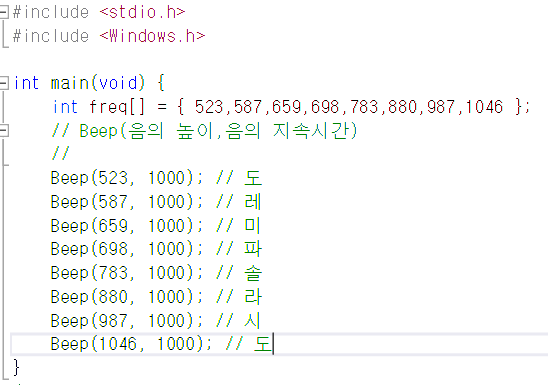 #include <stdio.h>
#include <Windows.h>
int main(void) {
int freq[] = { 523,587,659,698,783,880,987,1046 };
// Beep(음의 높이,음의 지속시간)
//
Beep(523, 1000); // 도
Beep(587, 1000); // 레
Beep(659, 1000); // 미
Beep(698, 1000); // 파
Beep(783, 1000); // 솔
Beep(880, 1000); // 라
Beep(987, 1000); // 시
Beep(1046, 1000); // 도
}